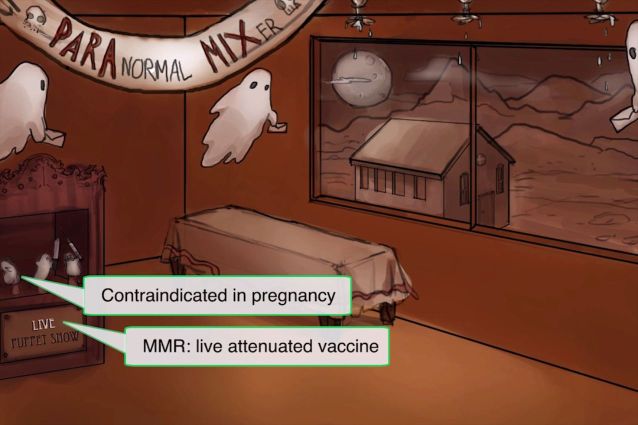 PARANORMAL MIXER
Contraindicated in pregnancy
LIVE
PUPPET SHOW
MMR: live attenuated vaccine